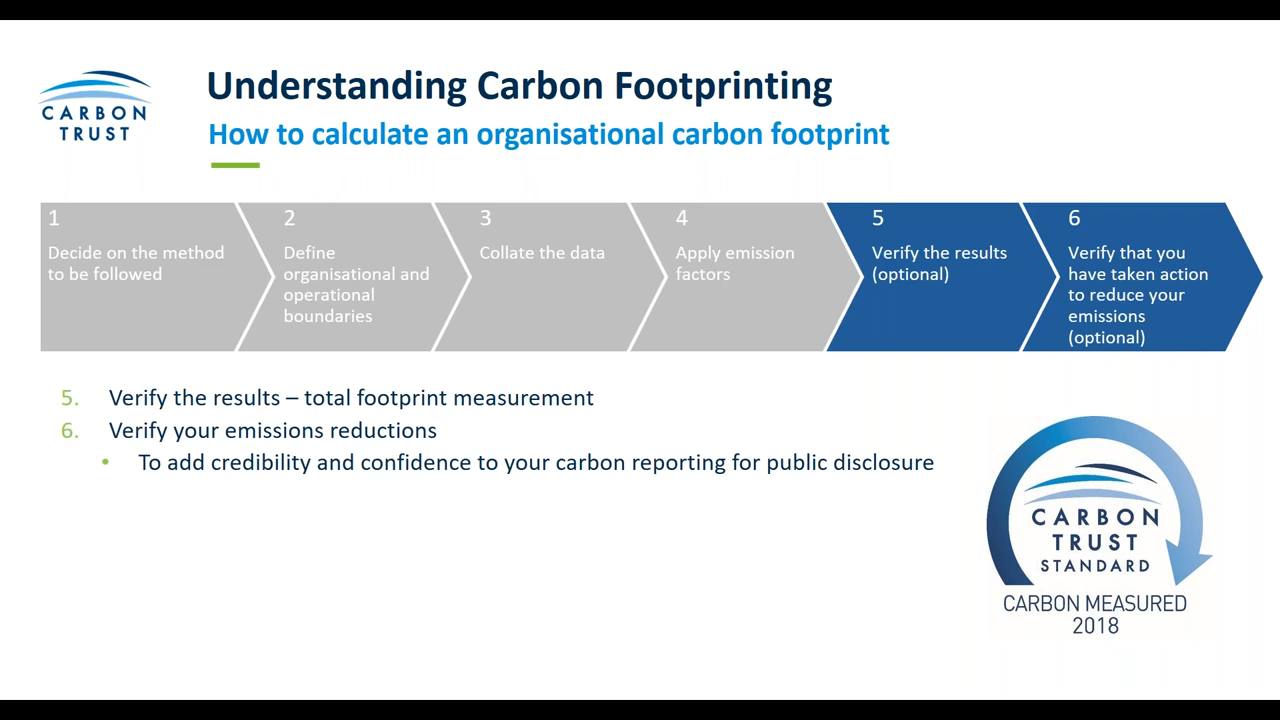 CARBON
TRUST
Understanding Carbon Footprinting
How to calculate an organisational carbon footprint
1
Decide on the method
to be followed
2
Define
organisational and
operational
boundaries
3
Collate the data
4
Apply emission
factors
5
Verify the results
(optional)
6
Verify that you
have taken action
to reduce your
emissions
(optional)
5. Verify the results – total footprint measurement
6. Verify your emissions reductions
• To add credibility and confidence to your carbon reporting for public disclosure
CARBON
TRUST
STANDARD
CARBON MEASURED
2018